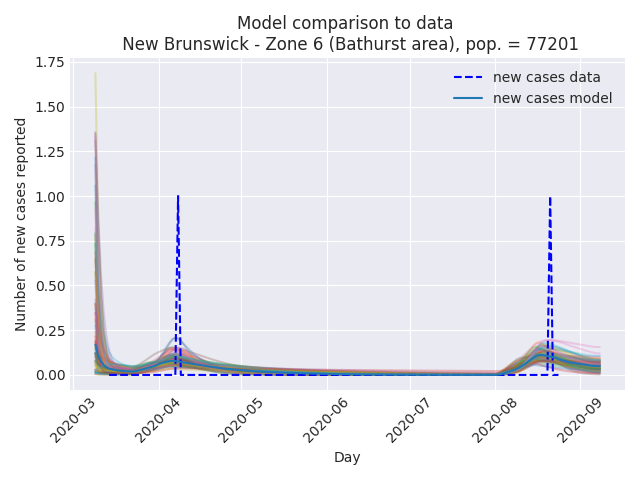 Model comparison to data
New Brunswick - Zone 6 (Bathurst area), pop. = 77201
new cases data
new cases model
Number of new cases reported
1.75
1.50
1.25
1.00
0.75
0.50
0.25
0.00
2020-03
2020-04
2020-05
2020-06
2020-07
2020-08
2020-09
Day